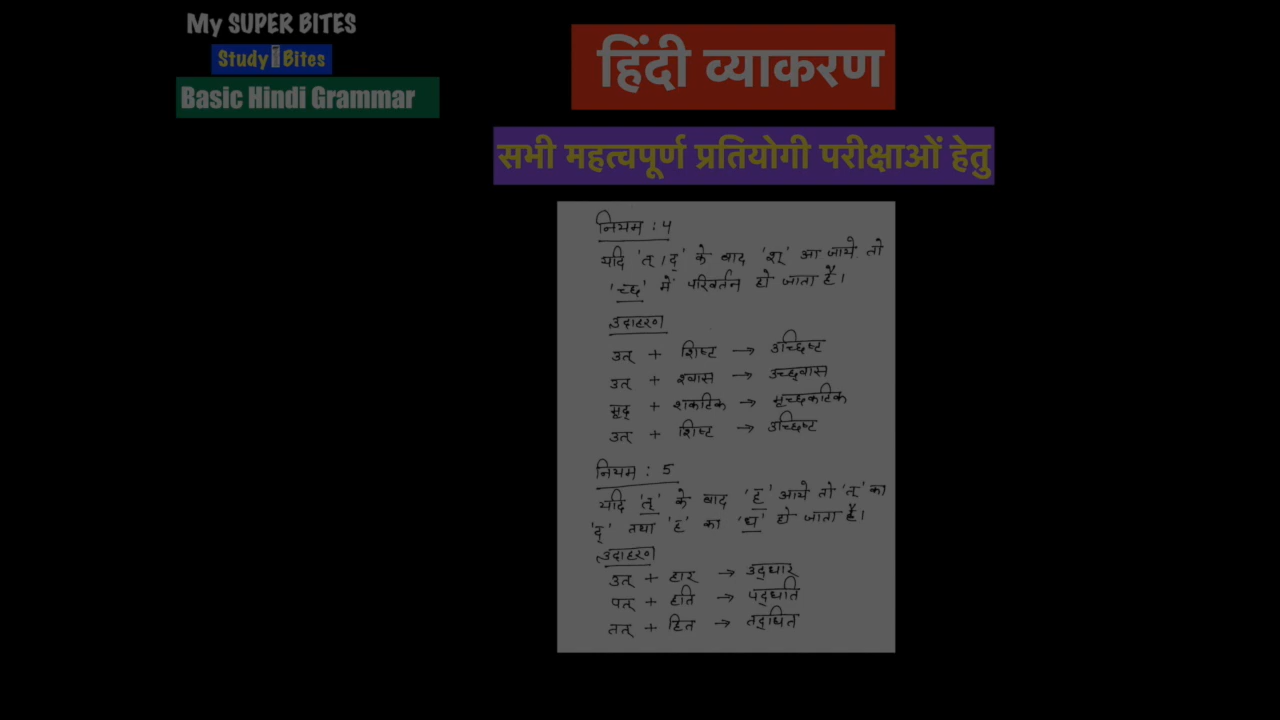 My SUPER BITES
Study Bites
Basic Hindi Grammar
हिंदी व्याकरण
सभी महत्वपूर्ण प्रतियोगी परीक्षाओं हेतु
नियम : 4
यदि 'त् / द्' के बाद 'श्' आ जाये तो
'च्छ' में परिवर्तन हो जाता है।
उदाहरण
उत् + शिष्ट → उच्छिष्ट
उत् + श्वास → उच्छ्वास
मृद् + शकटिक → मृच्छकटिक
उत् + शिष्ट → उच्छिष्ट
नियम : 5
यदि 'त्' के बाद 'ह' आये तो 'त्' का
'द्' तथा 'ह' का 'ध' हो जाता है।
उदाहरण
उत् + हार → उद्धार
पत् + हति → पद्धति
तत् + हित → तद्धित